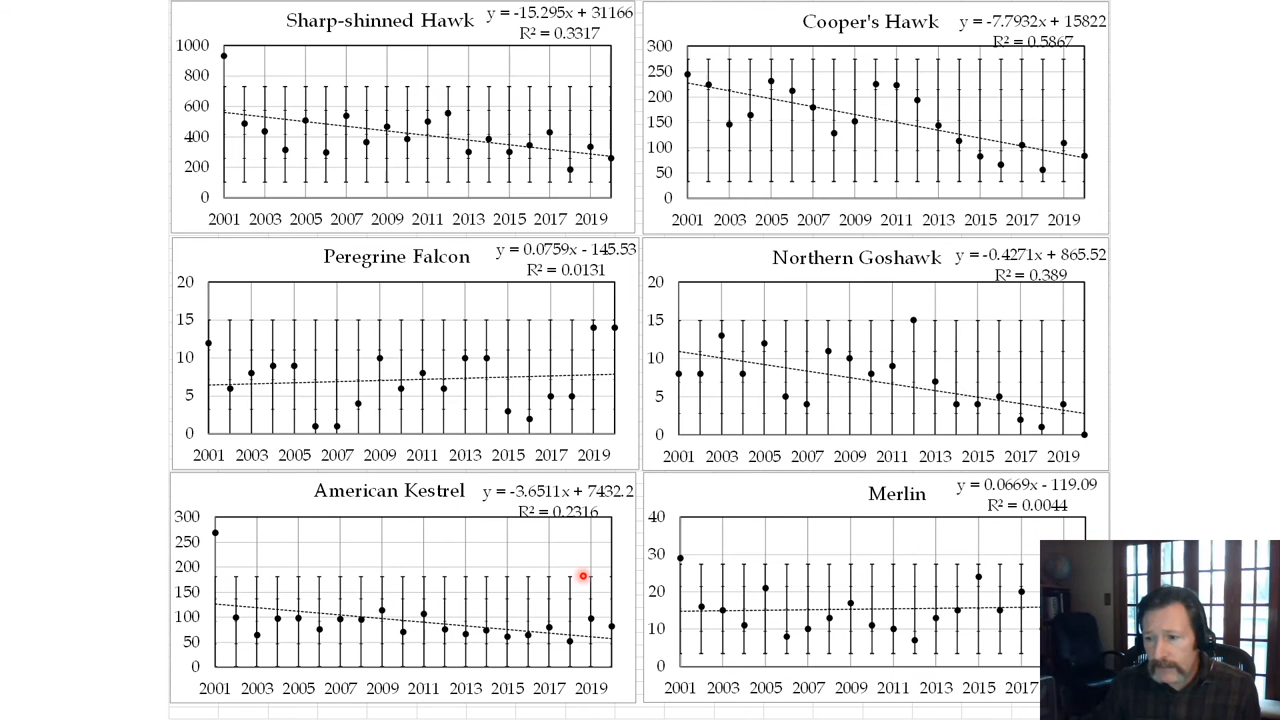 Sharp-shinned Hawk
y = -15.295x + 31166
R² = 0.3317
1000
800
600
400
200
0
2001 2003 2005 2007 2009 2011 2013 2015 2017 2019
Cooper's Hawk
y = -7.7932x + 15822
R² = 0.5867
300
250
200
150
100
50
0
2001 2003 2005 2007 2009 2011 2013 2015 2017 2019
Peregrine Falcon
y = 0.0759x - 145.53
R² = 0.0131
20
15
10
5
0
2001 2003 2005 2007 2009 2011 2013 2015 2017 2019
Northern Goshawk
y = -0.4271x + 865.52
R² = 0.389
20
15
10
5
0
2001 2003 2005 2007 2009 2011 2013 2015 2017 2019
American Kestrel
y = -3.6511x + 7432.2
R² = 0.2316
300
250
200
150
100
50
0
2001 2003 2005 2007 2009 2011 2013 2015 2017 2019
Merlin
y = 0.0669x - 119.09
R² = 0.0044
40
30
20
10
0
2001 2003 2005 2007 2009 2011 2013 2015 2017